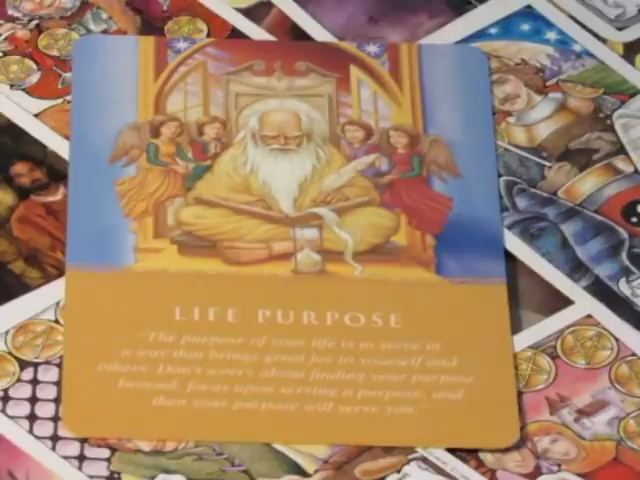 LIFE PURPOSE
"The purpose of your life is to serve in
a way that brings great joy to yourself and
others. Don't worry about finding your purpose.
Instead, focus upon serving a purpose, and
then your purpose will serve you."